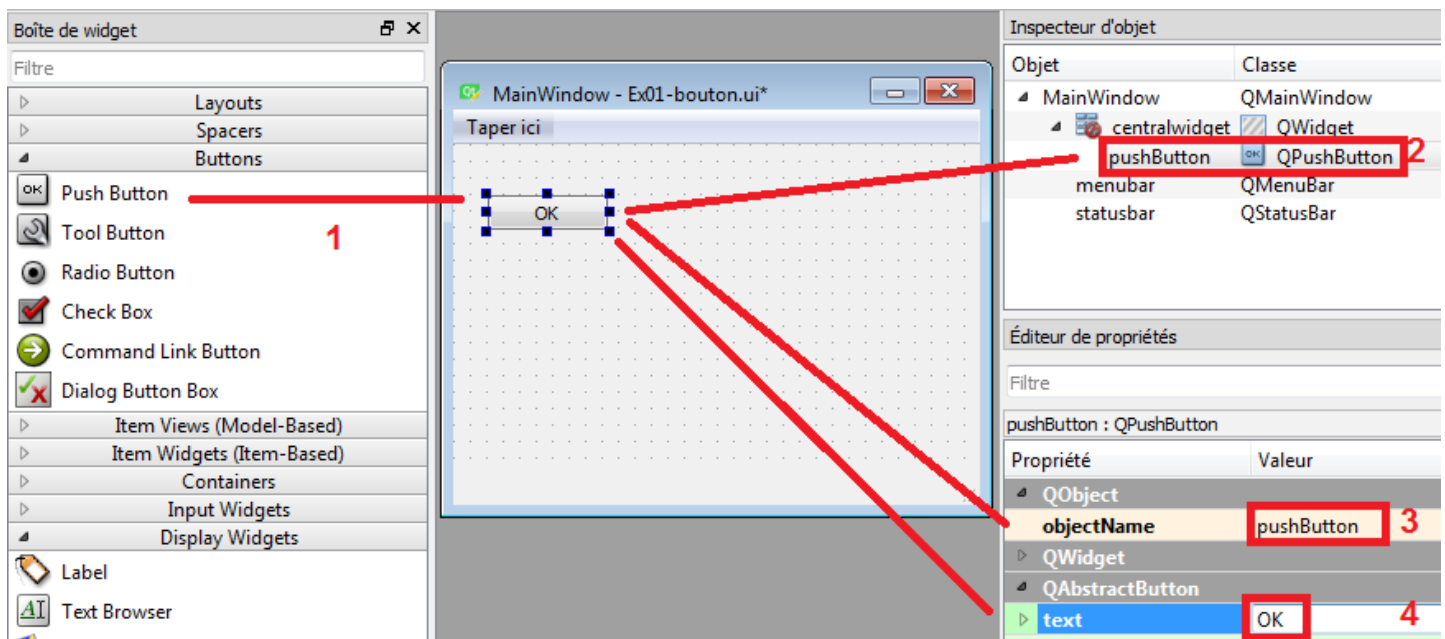 Boîte de widget
Filtre
Layouts
Spacers
Buttons
OK Push Button
Tool Button
Radio Button
Check Box
Command Link Button
Dialog Button Box
Item Views (Model-Based)
Item Widgets (Item-Based)
Containers
Input Widgets
Display Widgets
Label
AI Text Browser
1
MainWindow - Ex01-bouton.ui*
Taper ici
OK
Inspecteur d'objet
Objet Classe
MainWindow QMainWindow
centralwidget QWidget
pushButton OK QPushButton 2
menubar QMenuBar
statusbar QStatusBar
Éditeur de propriétés
Filtre
pushButton : QPushButton
Propriété Valeur
QObject
objectName pushButton 3
QWidget
QAbstractButton
text OK 4